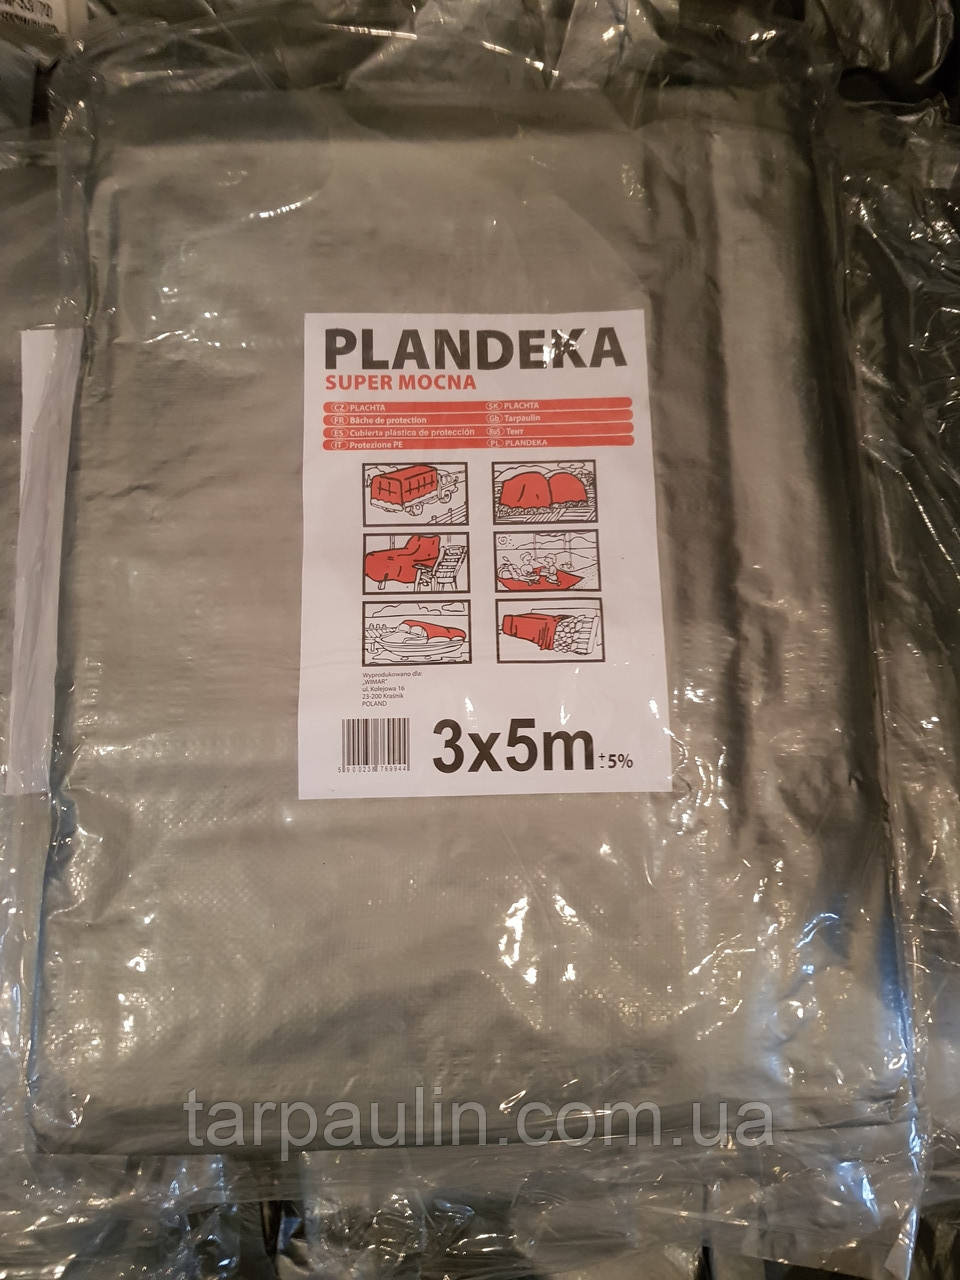 PLANDEKA
SUPER MOCNA
CZ PLACHTA
FR Bâche de protection
ES Cubierta plástica de protección
IT Protezione PE
SK PLACHTA
Gb Tarpaulin
RuS Тент
PL PLANDEKA
Wyprodukowano dla:
„WIMAR"
ul. Kolejowa 16
23-200 Kraśnik
POLAND
3x5m +- 5%
5900238769944
tarpaulin.com.ua